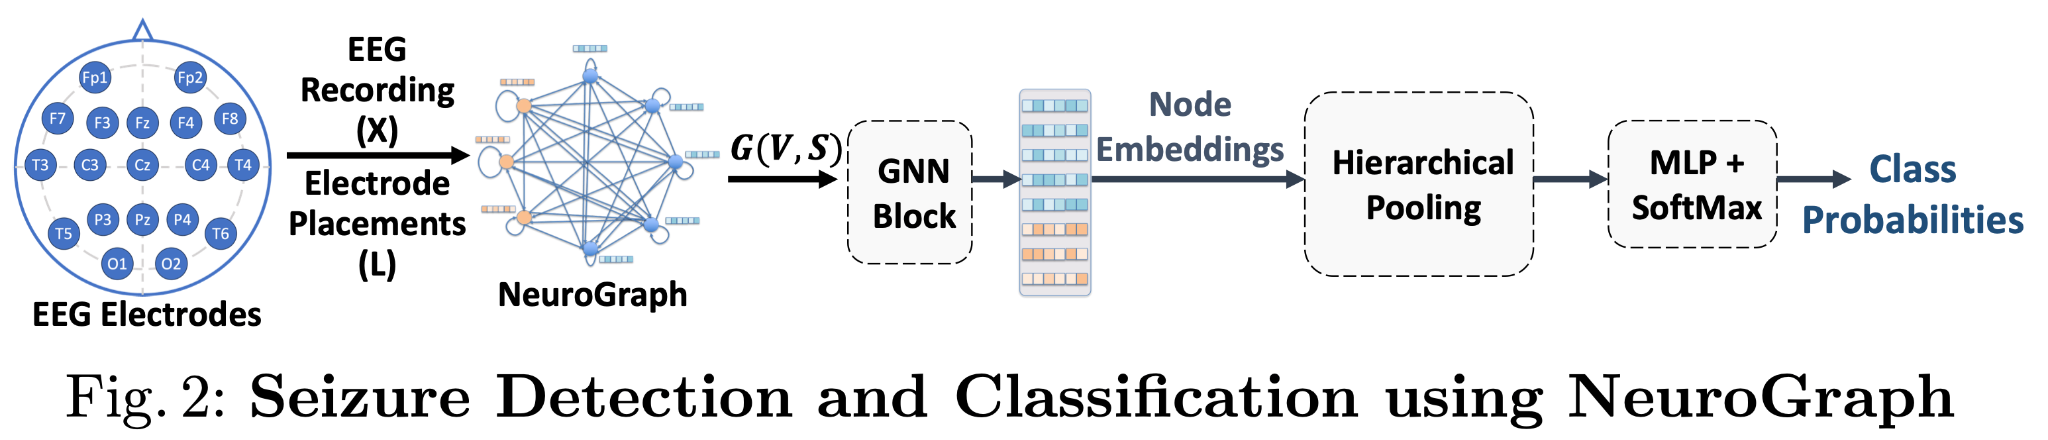 Fp1 Fp2
F7 F3 Fz F4 F8
T3 C3 Cz C4 T4
T5 P3 Pz P4 T6
O1 O2
EEG Electrodes
EEG
Recording
(X)
Electrode
Placements
(L)
NeuroGraph
G(V, S)
GNN
Block
Node
Embeddings
Hierarchical
Pooling
MLP +
SoftMax
Class
Probabilities
Fig. 2: Seizure Detection and Classification using NeuroGraph